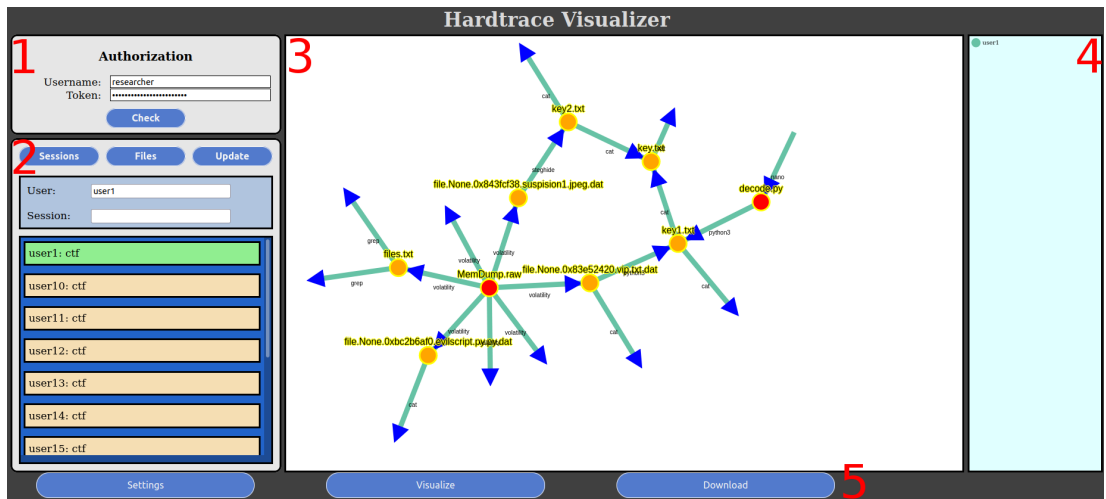 Hardtrace Visualizer
1
Authorization
Username: researcher
Token: ••••••••••••••••••••••••
Check
2
Sessions Files Update
User: user1
Session:
user1: ctf
user10: ctf
user11: ctf
user12: ctf
user13: ctf
user14: ctf
user15: ctf
3
cat
key2.txt
cat
key.txt
steghide
file.None.0x843fcf38.suspision1.jpeg.dat
nano
decode.py
cat
key1.txt
python3
grep
files.txt
volatility
volatility
MemDump.raw
file.None.0x83e52420.vip.txt.dat
grep
volatility
volatility
cat
volatility
volatility
cat
file.None.0xbc2b6af0.evilscript.py.py.dat
cat
4
user1
5
Settings Visualize Download